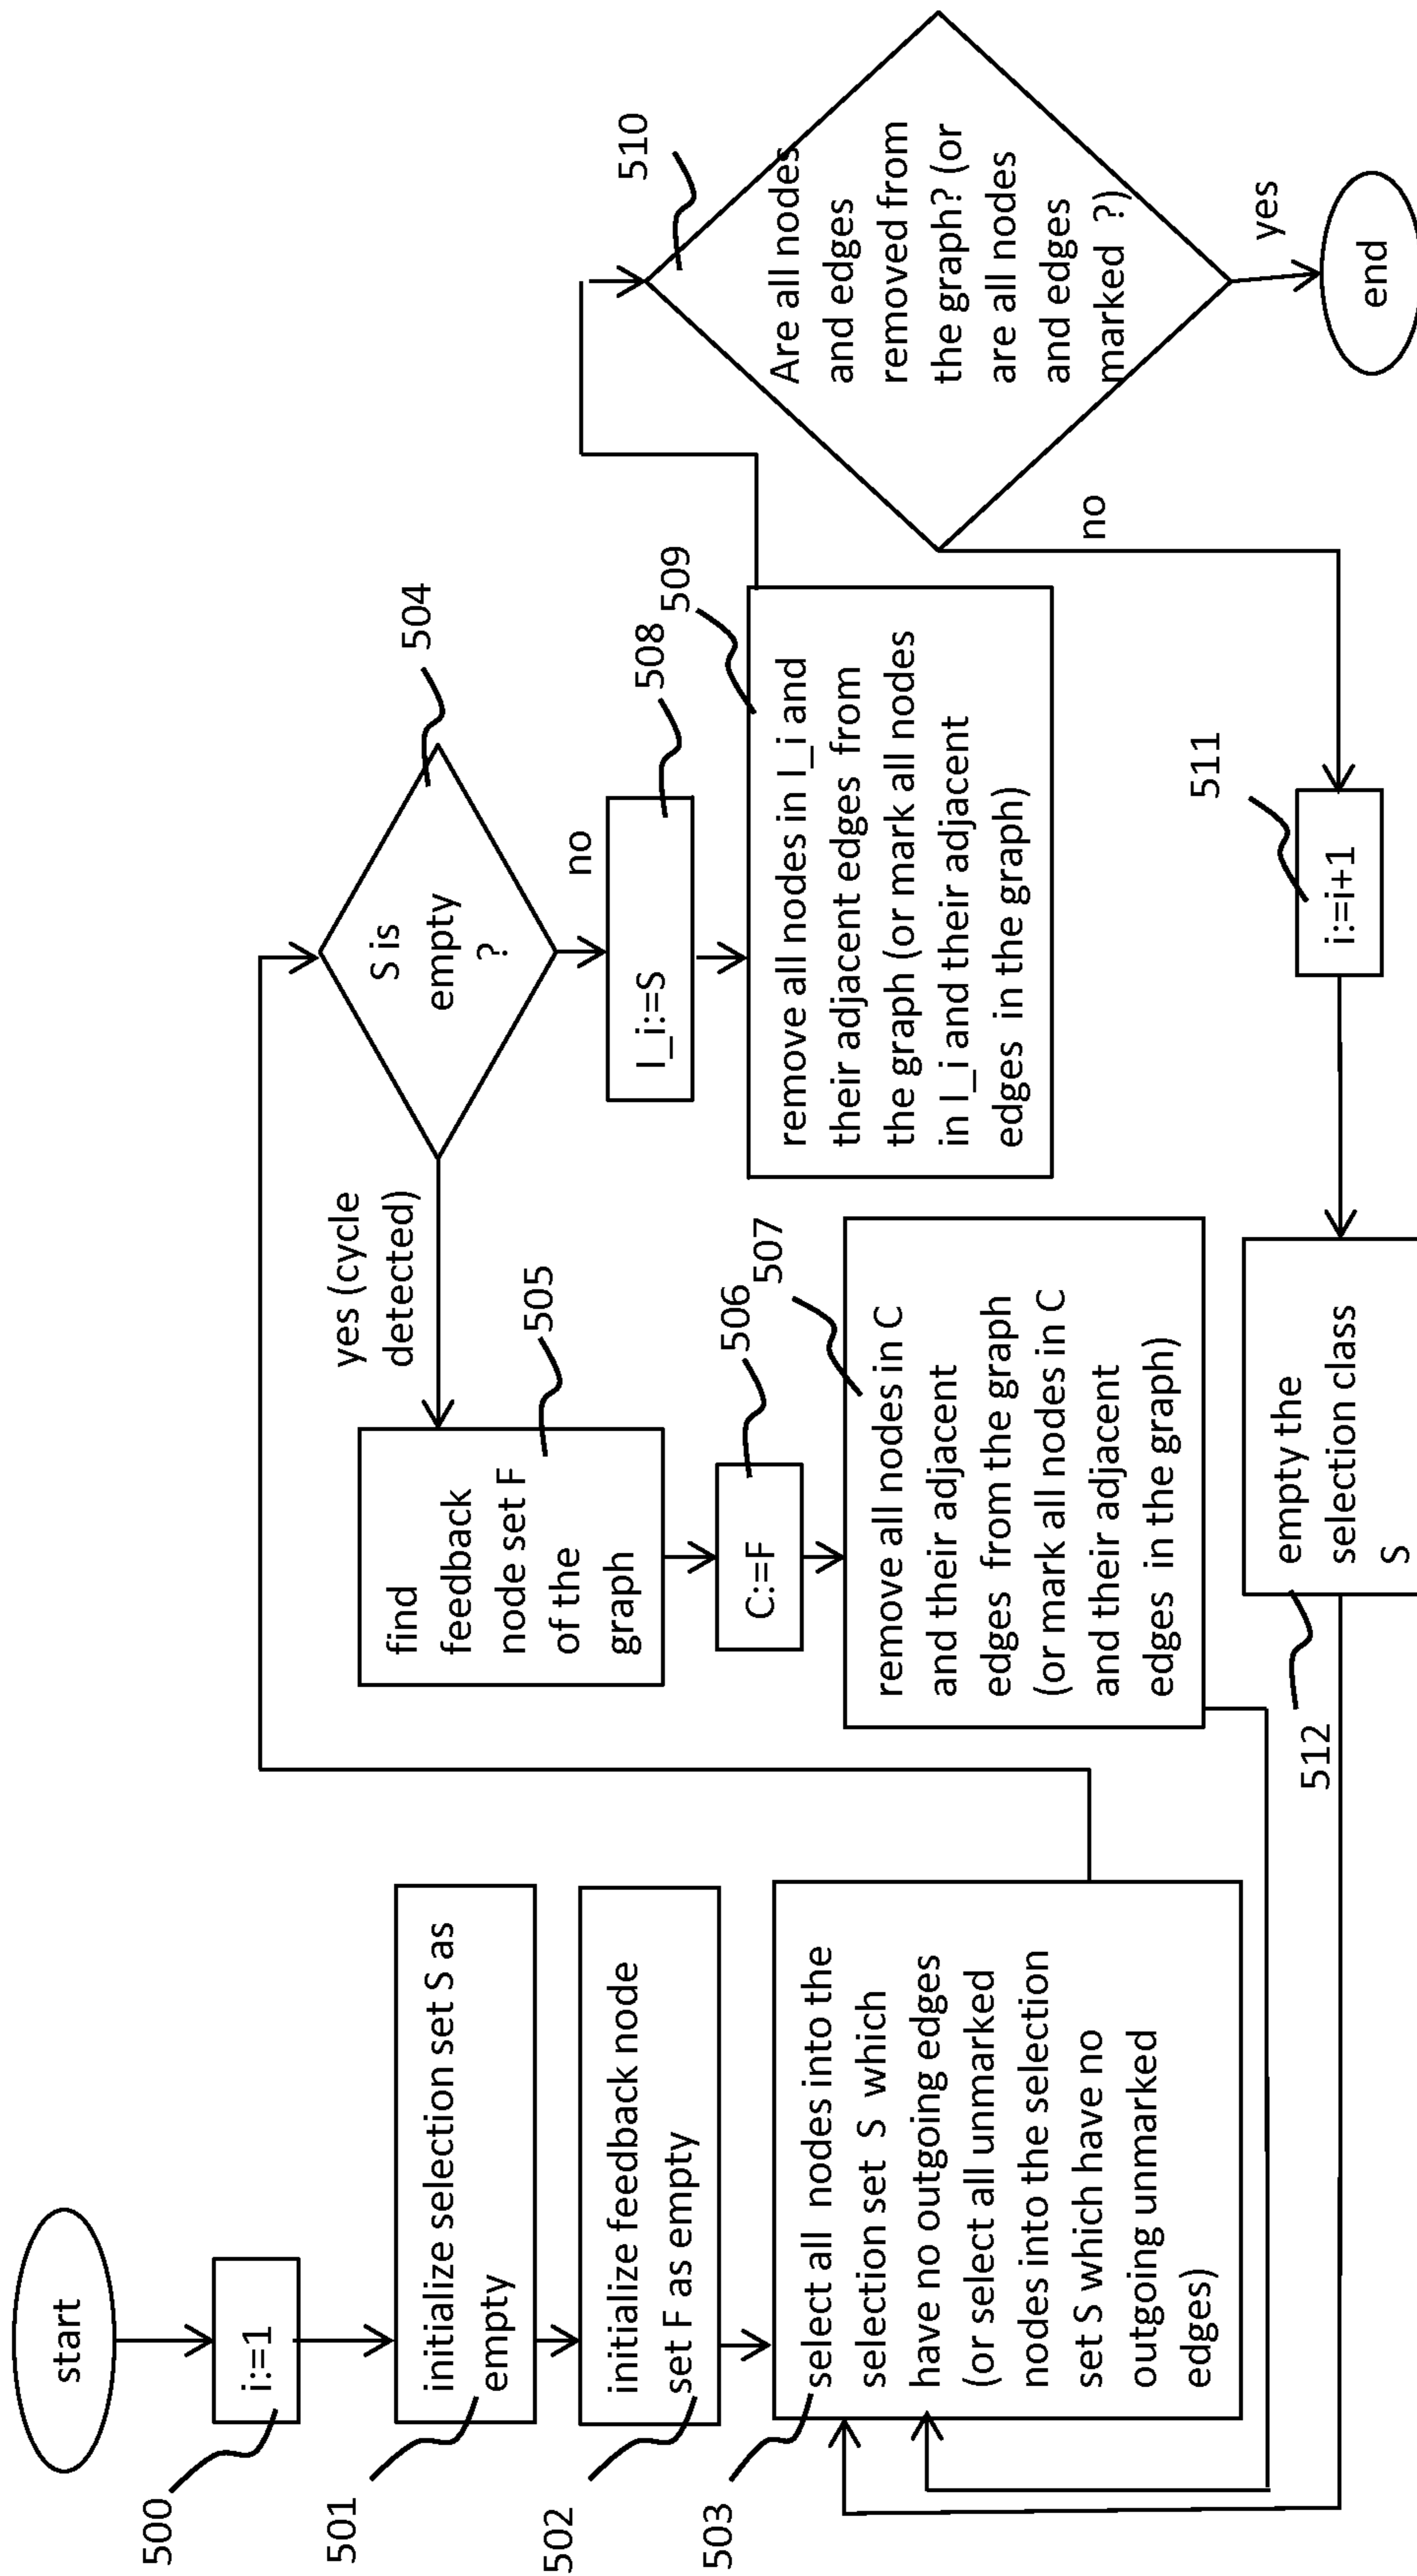 start
500
i:=1
501
initialize selection set S as
empty
502
initialize feedback node
set F as empty
503
select all nodes into the
selection set S which
have no outgoing edges
(or select all unmarked
nodes into the selection
set S which have no
outgoing unmarked
edges)
504
S is
empty
?
yes (cycle
detected)
505
find
feedback
node set F
of the
graph
506
C:=F
507
remove all nodes in C
and their adjacent
edges from the graph
(or mark all nodes in C
and their adjacent
edges in the graph)
no
508
I_i:=S
509
remove all nodes in I_i and
their adjacent edges from
the graph (or mark all nodes
in I_i and their adjacent
edges in the graph)
510
Are all nodes
and edges
removed from
the graph? (or
are all nodes
and edges
marked ?)
yes
end
no
511
i:=i+1
512
empty the
selection class
S